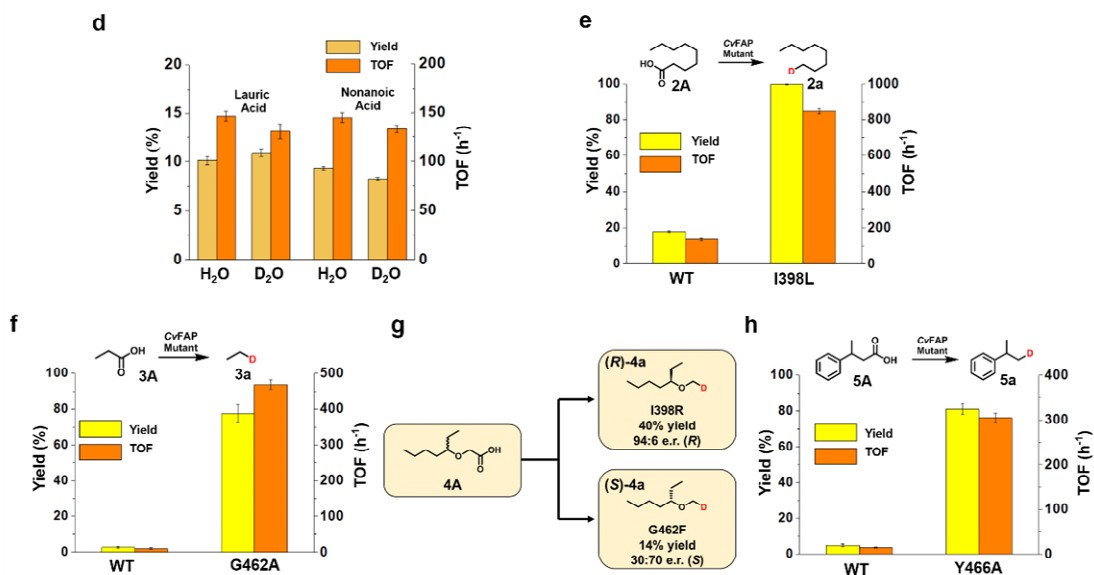 d
Yield
TOF
Lauric
Acid
Nonanoic
Acid
Yield (%)
20
15
10
5
0
TOF (h⁻¹)
200
150
100
50
0
H₂O
D₂O
H₂O
D₂O
e
HO
O
2A
CvFAP
Mutant
D
2a
Yield
TOF
Yield (%)
100
80
60
40
20
0
TOF (h⁻¹)
1000
800
600
400
200
0
WT
I398L
f
OH
O
3A
CvFAP
Mutant
D
3a
Yield
TOF
Yield (%)
100
80
60
40
20
0
TOF (h⁻¹)
500
400
300
200
100
0
WT
G462A
g
O
OH
O
4A
(R)-4a
O
D
I398R
40% yield
94:6 e.r. (R)
(S)-4a
O
D
G462F
14% yield
30:70 e.r. (S)
h
O
OH
5A
CvFAP
Mutant
D
5a
Yield
TOF
Yield (%)
100
80
60
40
20
0
TOF (h⁻¹)
400
300
200
100
0
WT
Y466A